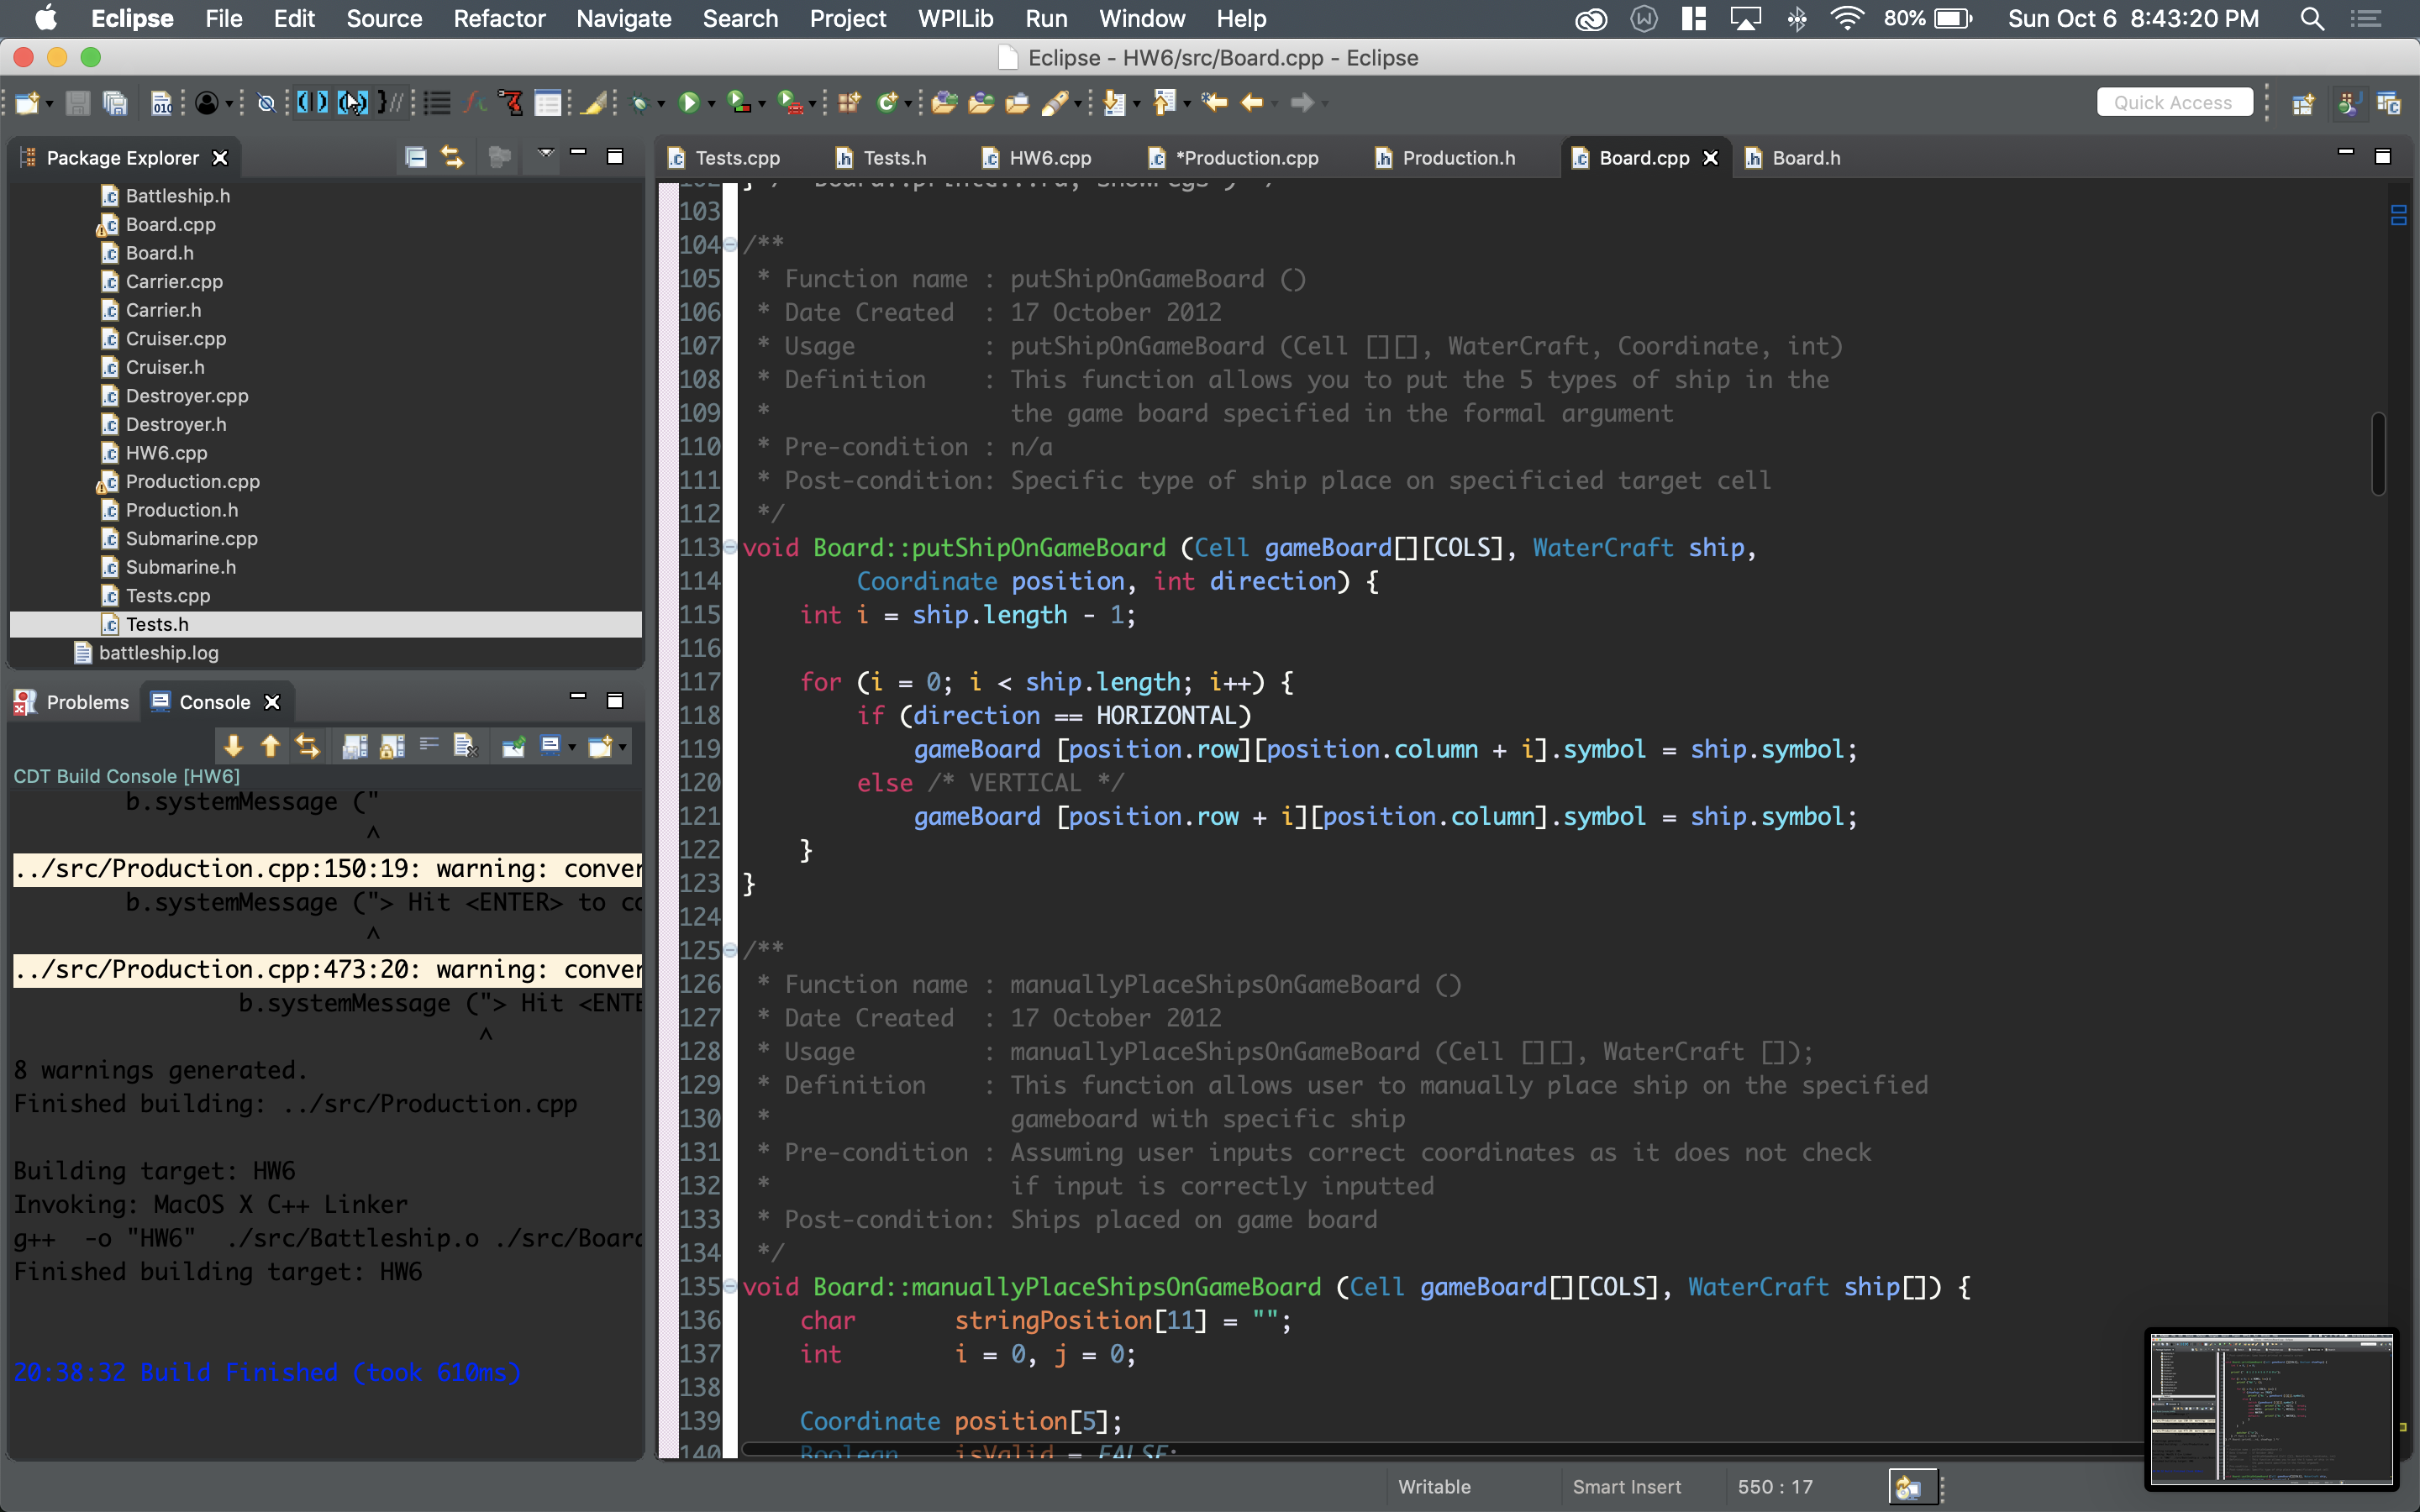 Eclipse File Edit Source Refactor Navigate Search Project WPILib Run Window Help 80% Sun Oct 6 8:43:20 PM
Eclipse - HW6/src/Board.cpp - Eclipse
Quick Access
Package Explorer
Battleship.h
Board.cpp
Board.h
Carrier.cpp
Carrier.h
Cruiser.cpp
Cruiser.h
Destroyer.cpp
Destroyer.h
HW6.cpp
Production.cpp
Production.h
Submarine.cpp
Submarine.h
Tests.cpp
Tests.h
battleship.log
Problems Console
CDT Build Console [HW6]
b.systemMessage ("
^
../src/Production.cpp:150:19: warning: conver
b.systemMessage ("> Hit <ENTER> to co
^
../src/Production.cpp:473:20: warning: conver
b.systemMessage ("> Hit <ENTE
^
8 warnings generated.
Finished building: ../src/Production.cpp
Building target: HW6
Invoking: MacOS X C++ Linker
g++ -o "HW6" ./src/Battleship.o ./src/Board
Finished building target: HW6
20:38:32 Build Finished (took 610ms)
Tests.cpp Tests.h HW6.cpp *Production.cpp Production.h Board.cpp Board.h
103
104 /**
105 * Function name : putShipOnGameBoard ()
106 * Date Created : 17 October 2012
107 * Usage : putShipOnGameBoard (Cell [][], WaterCraft, Coordinate, int)
108 * Definition : This function allows you to put the 5 types of ship in the
109 * the game board specified in the formal argument
110 * Pre-condition : n/a
111 * Post-condition: Specific type of ship place on specificied target cell
112 */
113 void Board::putShipOnGameBoard (Cell gameBoard[][COLS], WaterCraft ship,
114 Coordinate position, int direction) {
115 int i = ship.length - 1;
116
117 for (i = 0; i < ship.length; i++) {
118 if (direction == HORIZONTAL)
119 gameBoard [position.row][position.column + i].symbol = ship.symbol;
120 else /* VERTICAL */
121 gameBoard [position.row + i][position.column].symbol = ship.symbol;
122 }
123 }
124
125 /**
126 * Function name : manuallyPlaceShipsOnGameBoard ()
127 * Date Created : 17 October 2012
128 * Usage : manuallyPlaceShipsOnGameBoard (Cell [][], WaterCraft []);
129 * Definition : This function allows user to manually place ship on the specified
130 * gameboard with specific ship
131 * Pre-condition : Assuming user inputs correct coordinates as it does not check
132 * if input is correctly inputted
133 * Post-condition: Ships placed on game board
134 */
135 void Board::manuallyPlaceShipsOnGameBoard (Cell gameBoard[][COLS], WaterCraft ship[]) {
136 char stringPosition[11] = "";
137 int i = 0, j = 0;
138
139 Coordinate position[5];
140 Boolean isValid = FALSE;
Writable Smart Insert 550 : 17